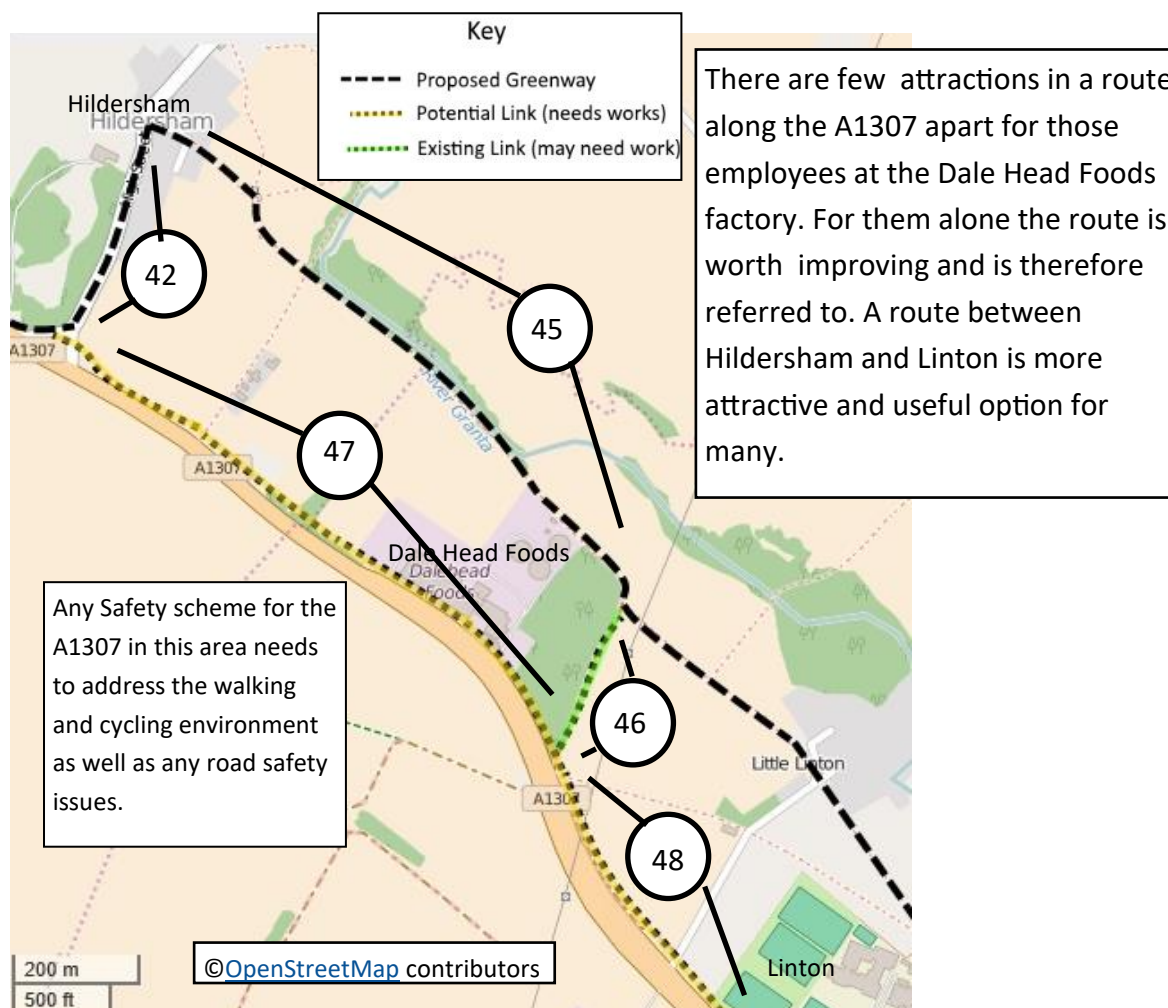 Key
Proposed Greenway
Potential Link (needs works)
Existing Link (may need work)
There are few attractions in a route
along the A1307 apart for those
employees at the Dale Head Foods
factory. For them alone the route is
worth improving and is therefore
referred to. A route between
Hildersham and Linton is more
attractive and useful option for
many.
Hildersham
Hildersham
42
A1307
45
River Granta
47
A1307
Dale Head Foods
Dalehead
Foods
Any Safety scheme for the
A1307 in this area needs
to address the walking
and cycling environment
as well as any road safety
issues.
46
Little Linton
A1307
48
Linton
©OpenStreetMap contributors
200 m
500 ft